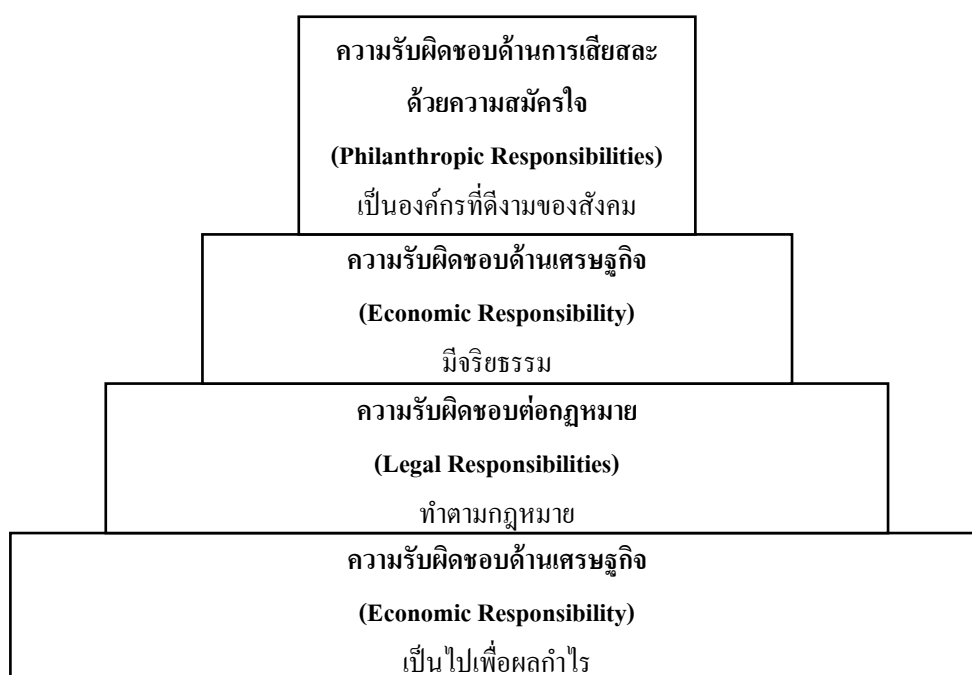 ความรับผิดชอบด้านการเสียสละ
ด้วยความสมัครใจ
(Philanthropic Responsibilities)
เป็นองค์กรที่ดีงามของสังคม
ความรับผิดชอบด้านเศรษฐกิจ
(Economic Responsibility)
มีจริยธรรม
ความรับผิดชอบต่อกฎหมาย
(Legal Responsibilities)
ทำตามกฎหมาย
ความรับผิดชอบด้านเศรษฐกิจ
(Economic Responsibility)
เป็นไปเพื่อผลกำไร